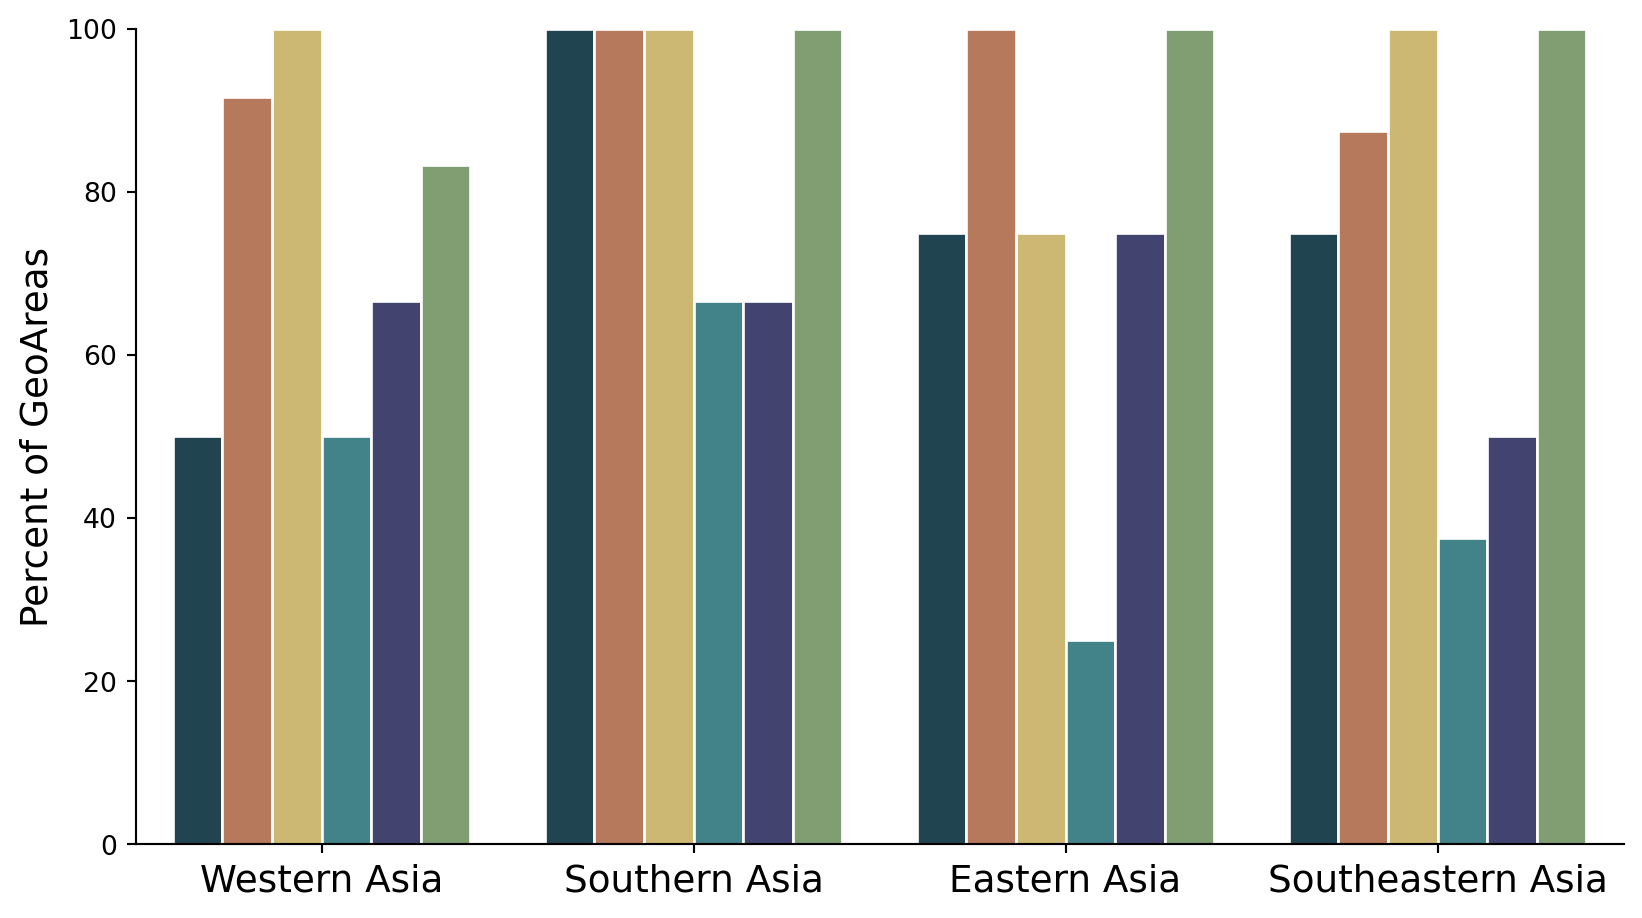 Percent of GeoAreas
100
80
60
40
20
0
Western Asia
Southern Asia
Eastern Asia
Southeastern Asia